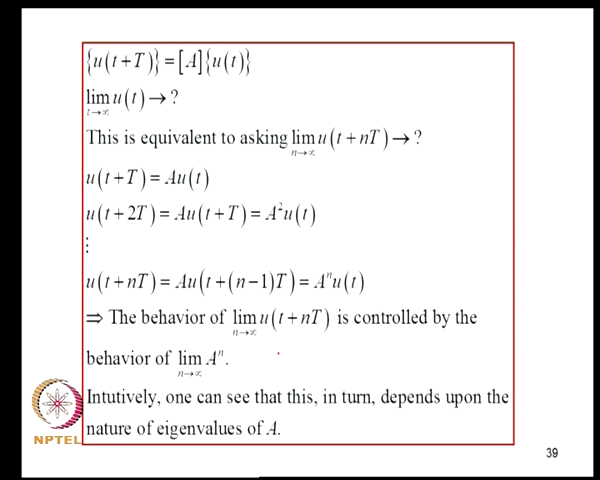 {u(t+T)}=[A]{u(t)}
lim u(t)→?
t→∞
This is equivalent to asking lim u(t+nT)→?
n→∞
u(t+T)=Au(t)
u(t+2T)=Au(t+T)=A²u(t)
⋮
u(t+nT)=Au(t+(n−1)T)=Aⁿu(t)
⇒ The behavior of lim u(t+nT) is controlled by the
n→∞
behavior of lim Aⁿ.
n→∞
Intutively, one can see that this, in turn, depends upon the
nature of eigenvalues of A.
NPTEL
39